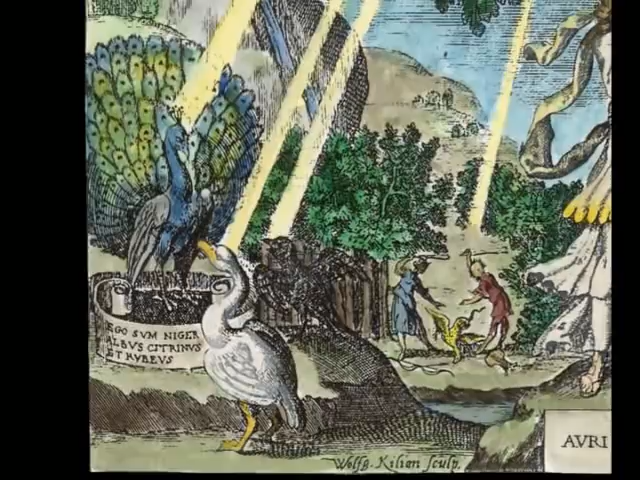 EGO SVM NIGER
ALBVS CITRINVS
ET RVBEVS
Wolfg. Kilian sculp.
AVRI